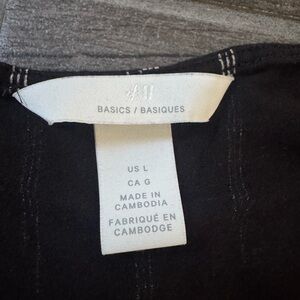 H&M
BASICS / BASIQUES
US L
CA G
MADE IN
CAMBODIA
FABRIQUÉ EN
CAMBODGE